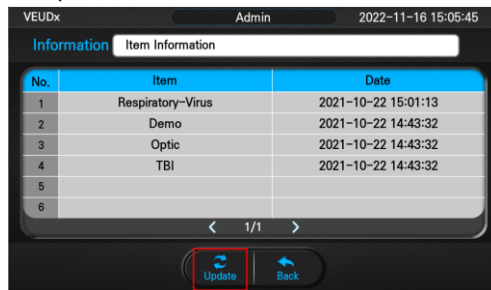 VEUDx Admin 2022-11-16 15:05:45
Information Item Information
No. Item Date
1 Respiratory-Virus 2021-10-22 15:01:13
2 Demo 2021-10-22 14:43:32
3 Optic 2021-10-22 14:43:32
4 TBI 2021-10-22 14:43:32
5
6
< 1/1 >
Update Back